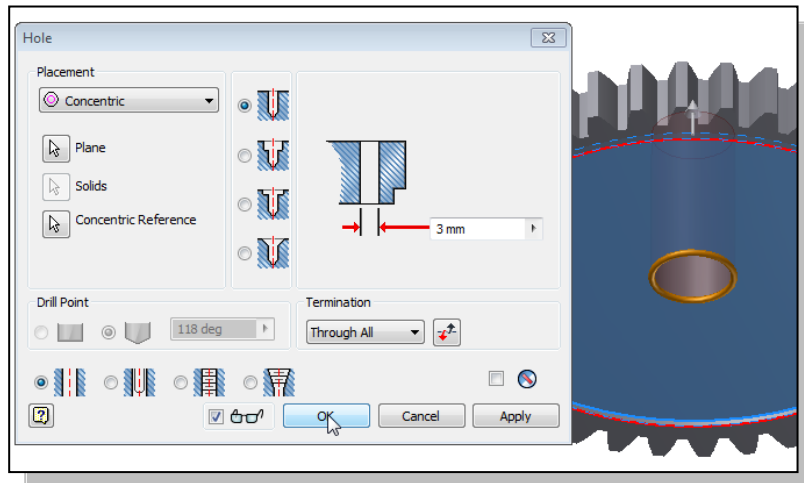 Hole
Placement
Concentric
Plane
Solids
Concentric Reference
3 mm
Drill Point
118 deg
Termination
Through All
OK
Cancel
Apply